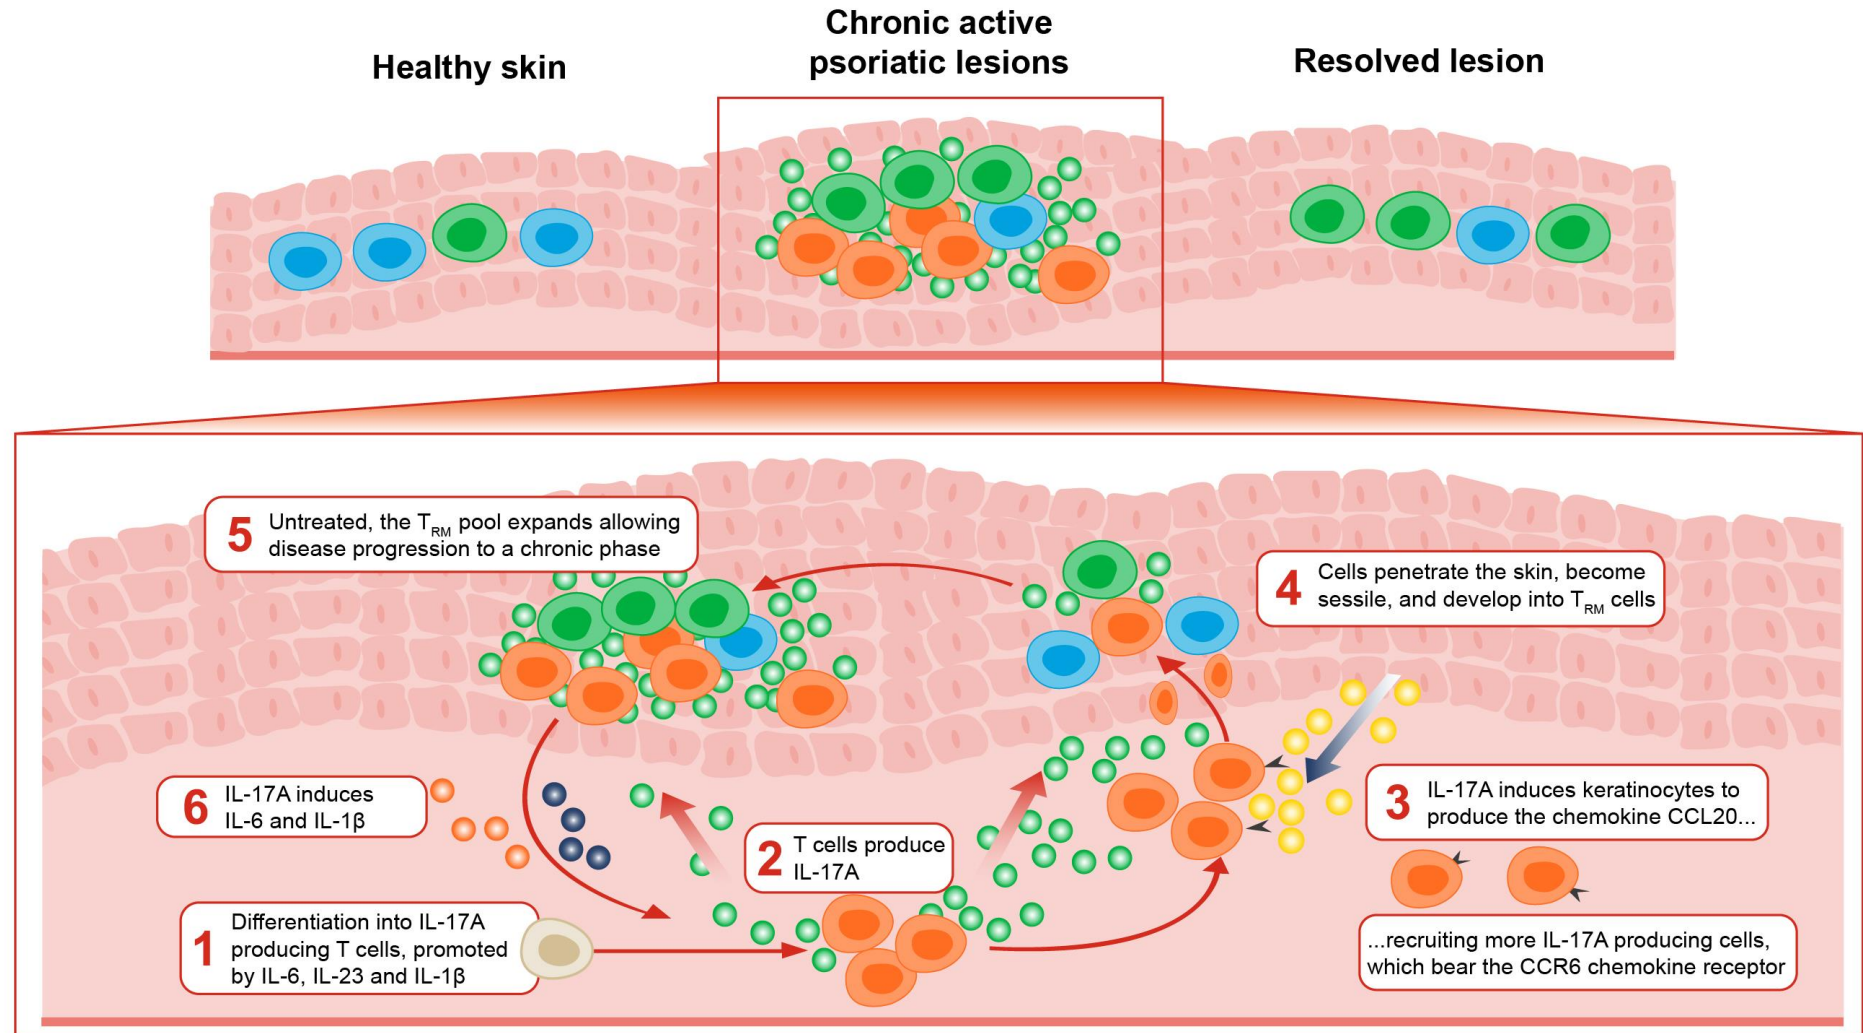 Healthy skin
Chronic active
psoriatic lesions
Resolved lesion
5
Untreated, the TRM pool expands allowing
disease progression to a chronic phase
4
Cells penetrate the skin, become
sessile, and develop into TRM cells
6
IL-17A induces
IL-6 and IL-1β
2
T cells produce
IL-17A
3
IL-17A induces keratinocytes to
produce the chemokine CCL20...
1
Differentiation into IL-17A
producing T cells, promoted
by IL-6, IL-23 and IL-1β
...recruiting more IL-17A producing cells,
which bear the CCR6 chemokine receptor